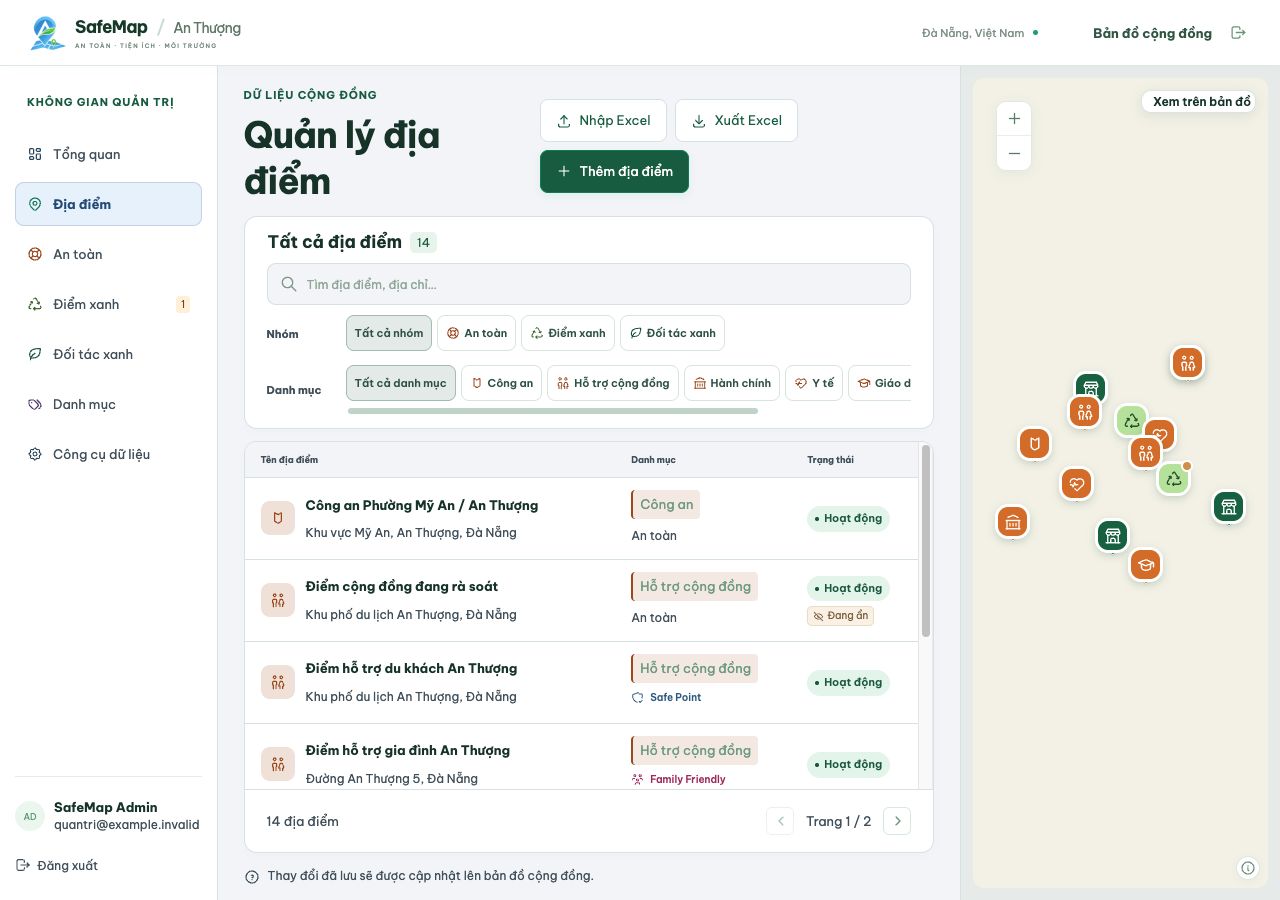 SafeMap / An Thượng
AN TOÀN · TIỆN ÍCH · MÔI TRƯỜNG
Đà Nẵng, Việt Nam
Bản đồ cộng đồng
KHÔNG GIAN QUẢN TRỊ
Tổng quan
Địa điểm
An toàn
Điểm xanh 1
Đối tác xanh
Danh mục
Công cụ dữ liệu
AD
SafeMap Admin
quantri@example.invalid
Đăng xuất
DỮ LIỆU CỘNG ĐỒNG
Quản lý địa
điểm
Nhập Excel
Xuất Excel
Thêm địa điểm
Tất cả địa điểm 14
Tìm địa điểm, địa chỉ...
Nhóm
Tất cả nhóm
An toàn
Điểm xanh
Đối tác xanh
Danh mục
Tất cả danh mục
Công an
Hỗ trợ cộng đồng
Hành chính
Y tế
Giáo d
Tên địa điểm
Danh mục
Trạng thái
Công an Phường Mỹ An / An Thượng
Khu vực Mỹ An, An Thượng, Đà Nẵng
Công an
An toàn
Hoạt động
Điểm cộng đồng đang rà soát
Khu phố du lịch An Thượng, Đà Nẵng
Hỗ trợ cộng đồng
An toàn
Hoạt động
Đang ẩn
Điểm hỗ trợ du khách An Thượng
Khu phố du lịch An Thượng, Đà Nẵng
Hỗ trợ cộng đồng
Safe Point
Hoạt động
Điểm hỗ trợ gia đình An Thượng
Đường An Thượng 5, Đà Nẵng
Hỗ trợ cộng đồng
Family Friendly
Hoạt động
14 địa điểm
Trang 1 / 2
Thay đổi đã lưu sẽ được cập nhật lên bản đồ cộng đồng.
Xem trên bản đồ